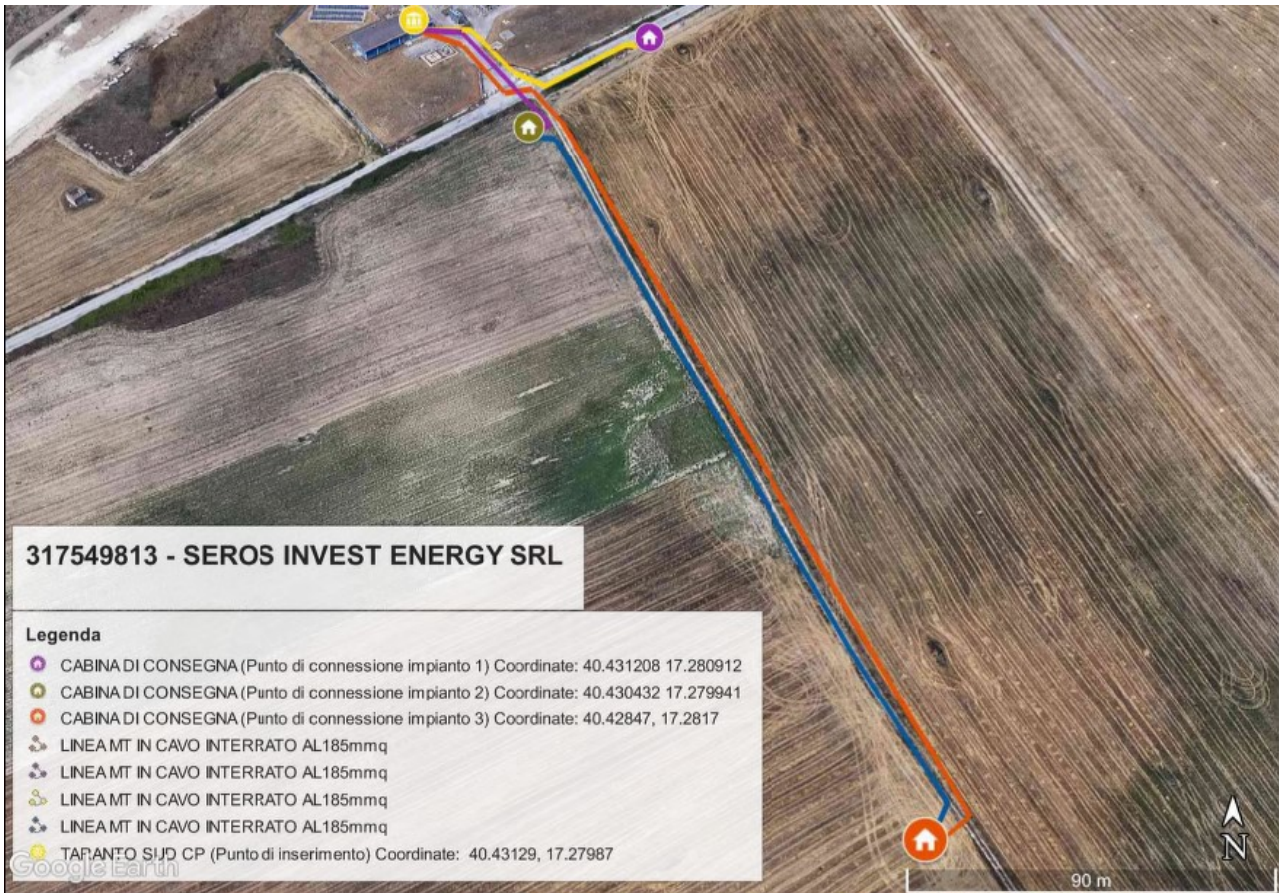 317549813 - SEROS INVEST ENERGY SRL
Legenda
CABINA DI CONSEGNA (Punto di connessione impianto 1) Coordinate: 40.431208 17.280912
CABINA DI CONSEGNA (Punto di connessione impianto 2) Coordinate: 40.430432 17.279941
CABINA DI CONSEGNA (Punto di connessione impianto 3) Coordinate: 40.42847, 17.2817
LINEA MT IN CAVO INTERRATO AL185mmq
LINEA MT IN CAVO INTERRATO AL185mmq
LINEA MT IN CAVO INTERRATO AL185mmq
LINEA MT IN CAVO INTERRATO AL185mmq
TARANTO SUD CP (Punto di inserimento) Coordinate: 40.43129, 17.27987
Google Earth
N
90 m